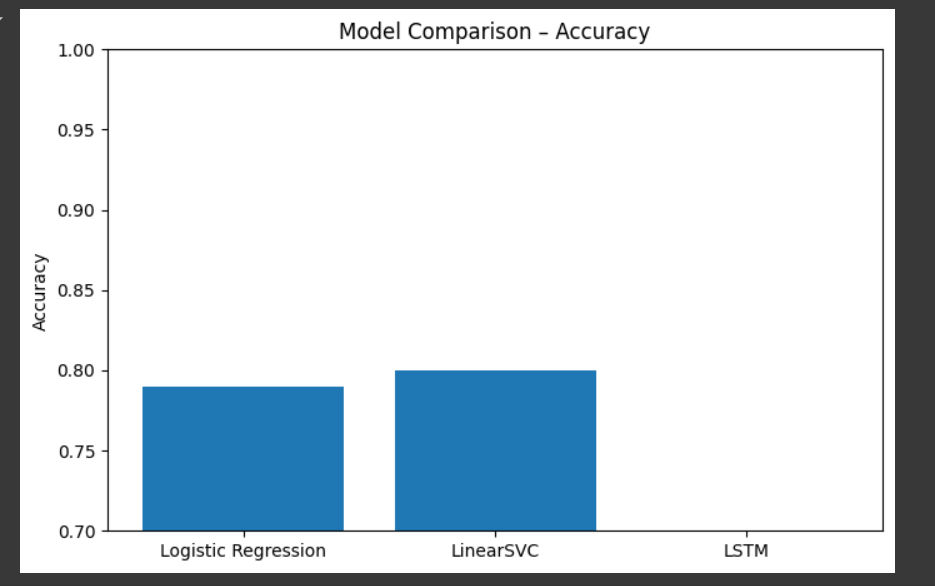 Model Comparison – Accuracy
1.00
0.95
0.90
0.85
0.80
0.75
0.70
Accuracy
Logistic Regression LinearSVC LSTM